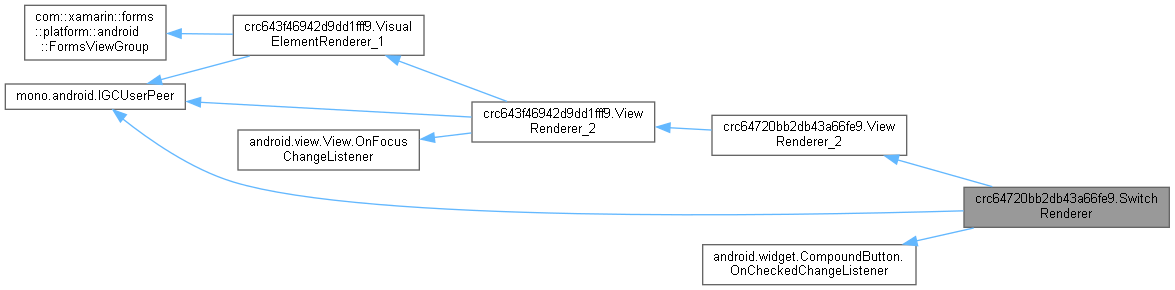 com::xamarin::forms
::platform::android
::FormsViewGroup
crc643f46942d9dd1fff9.Visual
ElementRenderer_1
mono.android.IGCUserPeer
crc643f46942d9dd1fff9.View
Renderer_2
android.view.View.OnFocus
ChangeListener
crc64720bb2db43a66fe9.View
Renderer_2
crc64720bb2db43a66fe9.Switch
Renderer
android.widget.CompoundButton.
OnCheckedChangeListener